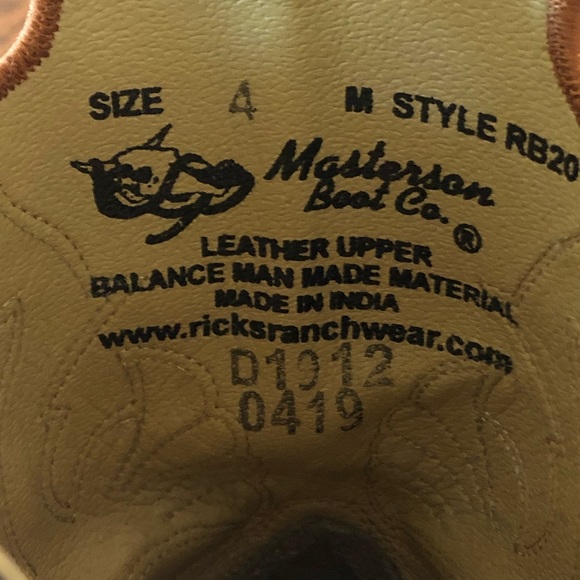 SIZE 4 M STYLE RB20
Masterson
Boot Co.®
LEATHER UPPER
BALANCE MAN MADE MATERIAL
MADE IN INDIA
www.ricksranchwear.com
D1912
0419